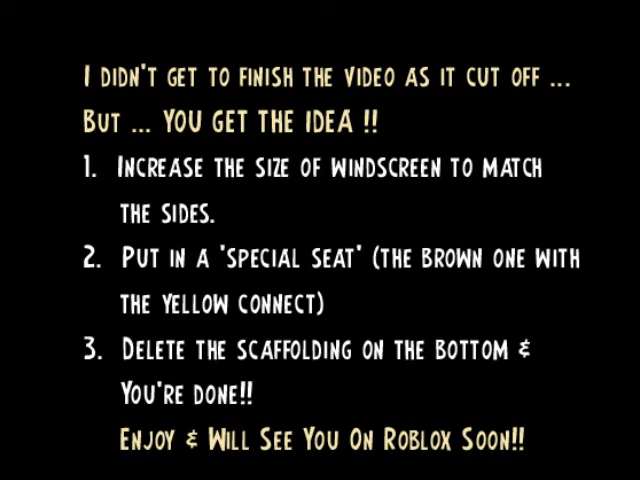 I didn't get to finish the video as it cut off ...
But ... YOU GET THE IDEA !!
1. Increase the size of windscreen to match
the sides.
2. Put in a 'special seat' (the brown one with
the yellow connect)
3. Delete the scaffolding on the bottom &
You're done!!
Enjoy & Will See You On Roblox Soon!!